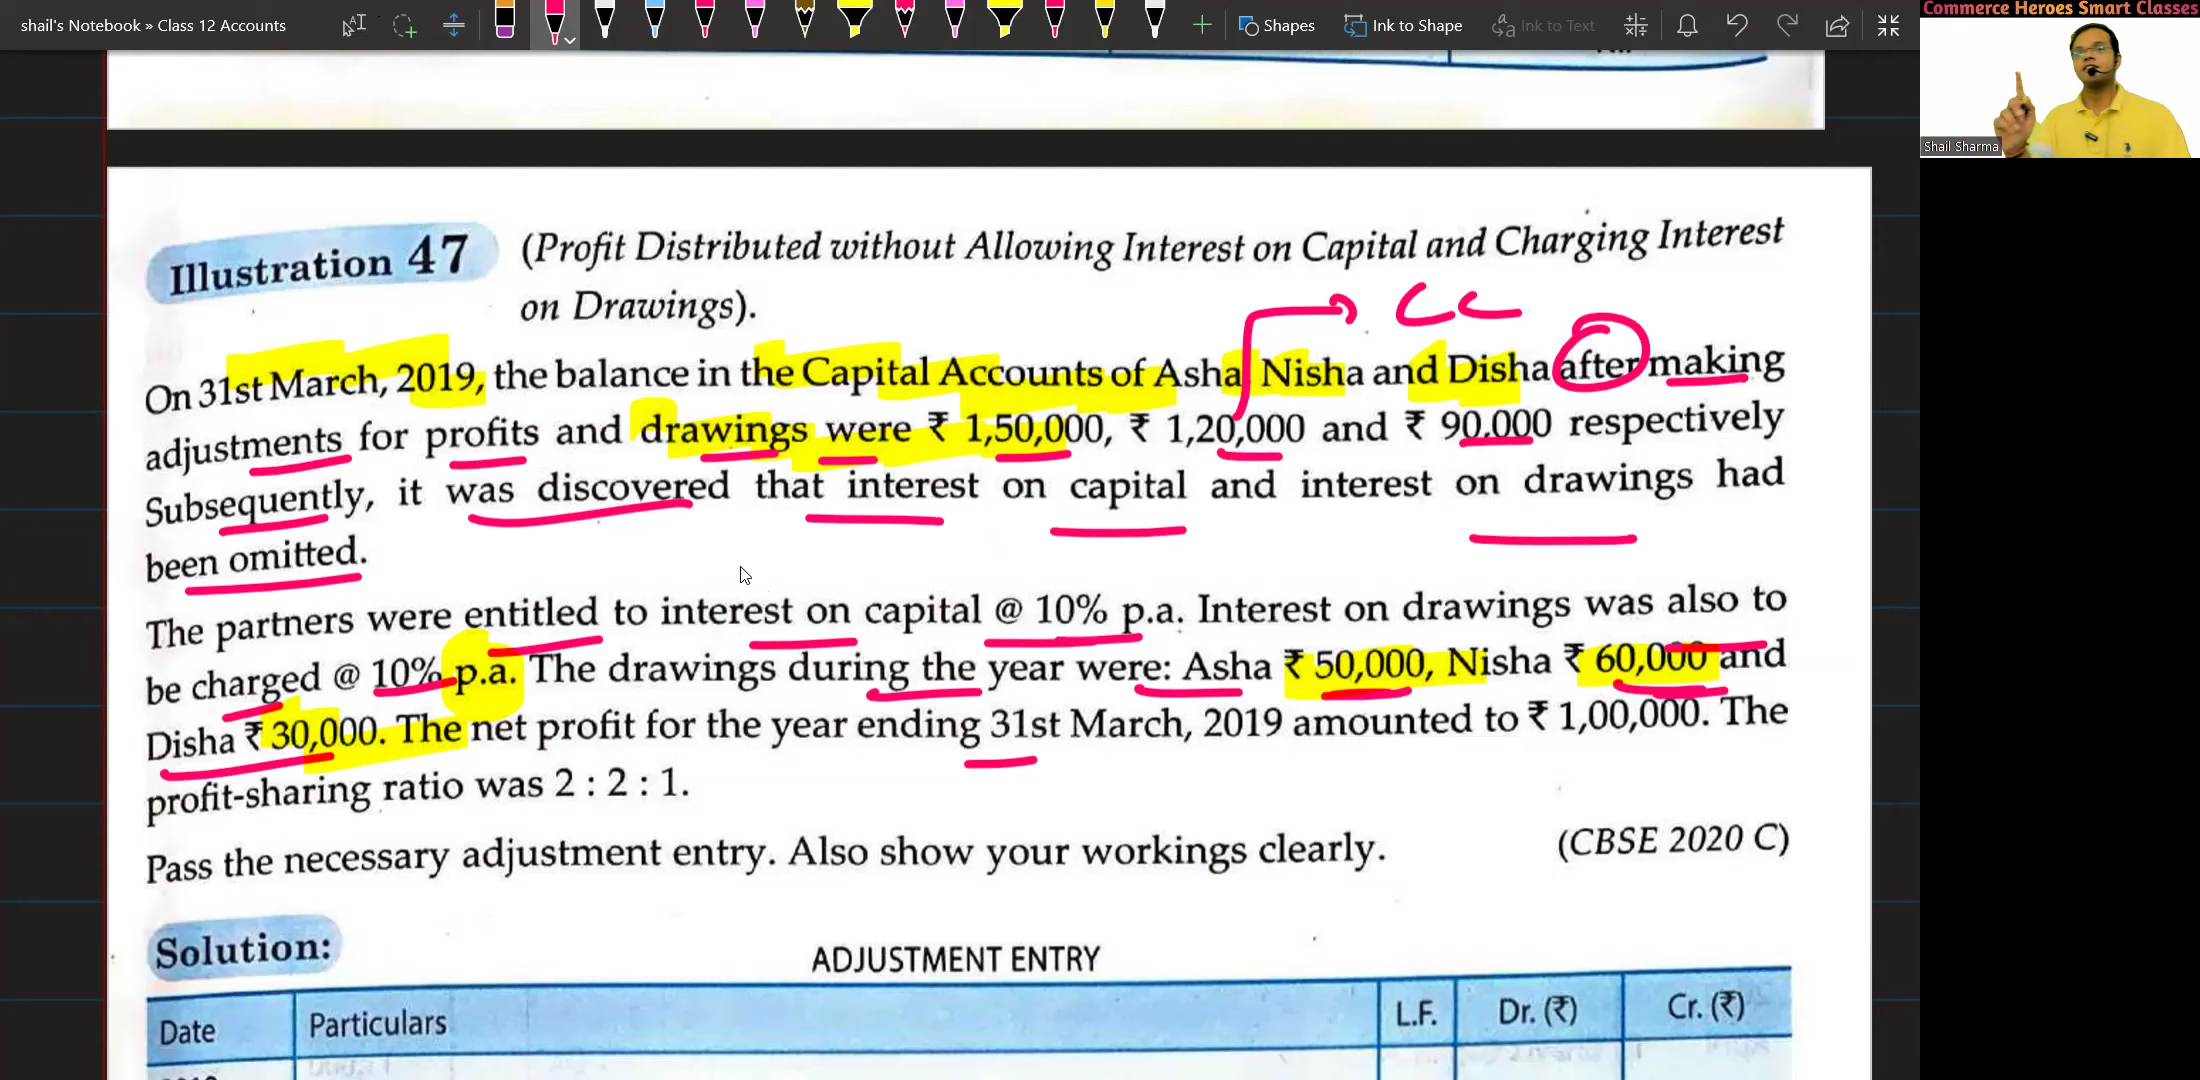 shail's Notebook » Class 12 Accounts
Shapes
Ink to Shape
Ink to Text
Commerce Heroes Smart Classes
Shail Sharma
Illustration 47 (Profit Distributed without Allowing Interest on Capital and Charging Interest
on Drawings).
CC
On 31st March, 2019, the balance in the Capital Accounts of Asha, Nisha and Disha after making
adjustments for profits and drawings were ₹ 1,50,000, ₹ 1,20,000 and ₹ 90,000 respectively
Subsequently, it was discovered that interest on capital and interest on drawings had
been omitted.
The partners were entitled to interest on capital @ 10% p.a. Interest on drawings was also to
be charged @ 10% p.a. The drawings during the year were: Asha ₹ 50,000, Nisha ₹ 60,000 and
Disha ₹ 30,000. The net profit for the year ending 31st March, 2019 amounted to ₹ 1,00,000. The
profit-sharing ratio was 2 : 2 : 1.
Pass the necessary adjustment entry. Also show your workings clearly. (CBSE 2020 C)
Solution:
ADJUSTMENT ENTRY
Date Particulars L.F. Dr. (₹) Cr. (₹)